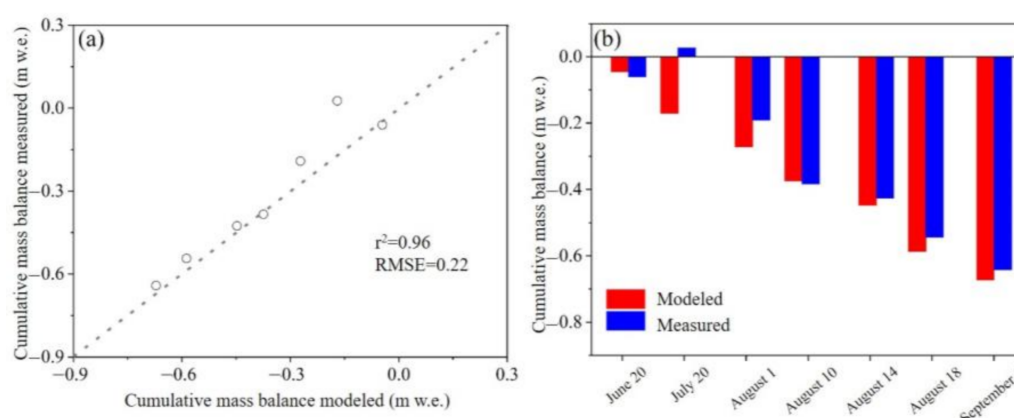 (a)
0.3
0.0
−0.3
−0.6
−0.9
−0.9
−0.6
−0.3
0.0
0.3
Cumulative mass balance measured (m w.e.)
Cumulative mass balance modeled (m w.e.)
r²=0.96
RMSE=0.22
(b)
0.0
−0.2
−0.4
−0.6
−0.8
Cumulative mass balance (m w.e.)
Modeled
Measured
June 20
July 20
August 1
August 10
August 14
August 18
September